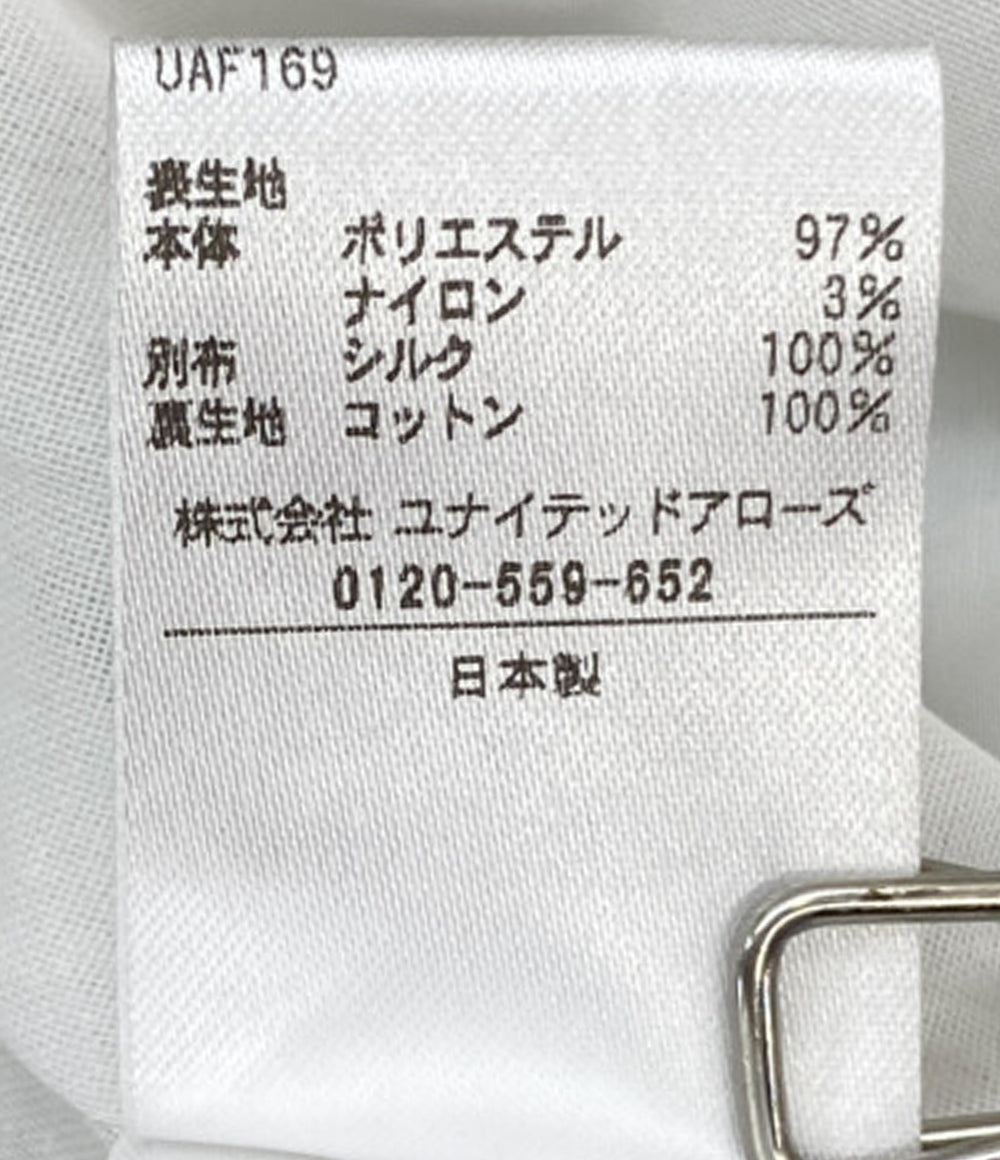 UAF169
表生地
本体 ポリエステル 97%
ナイロン 3%
別布 シルク 100%
裏生地 コットン 100%
株式会社 ユナイテッドアローズ
0120-559-652
日本製